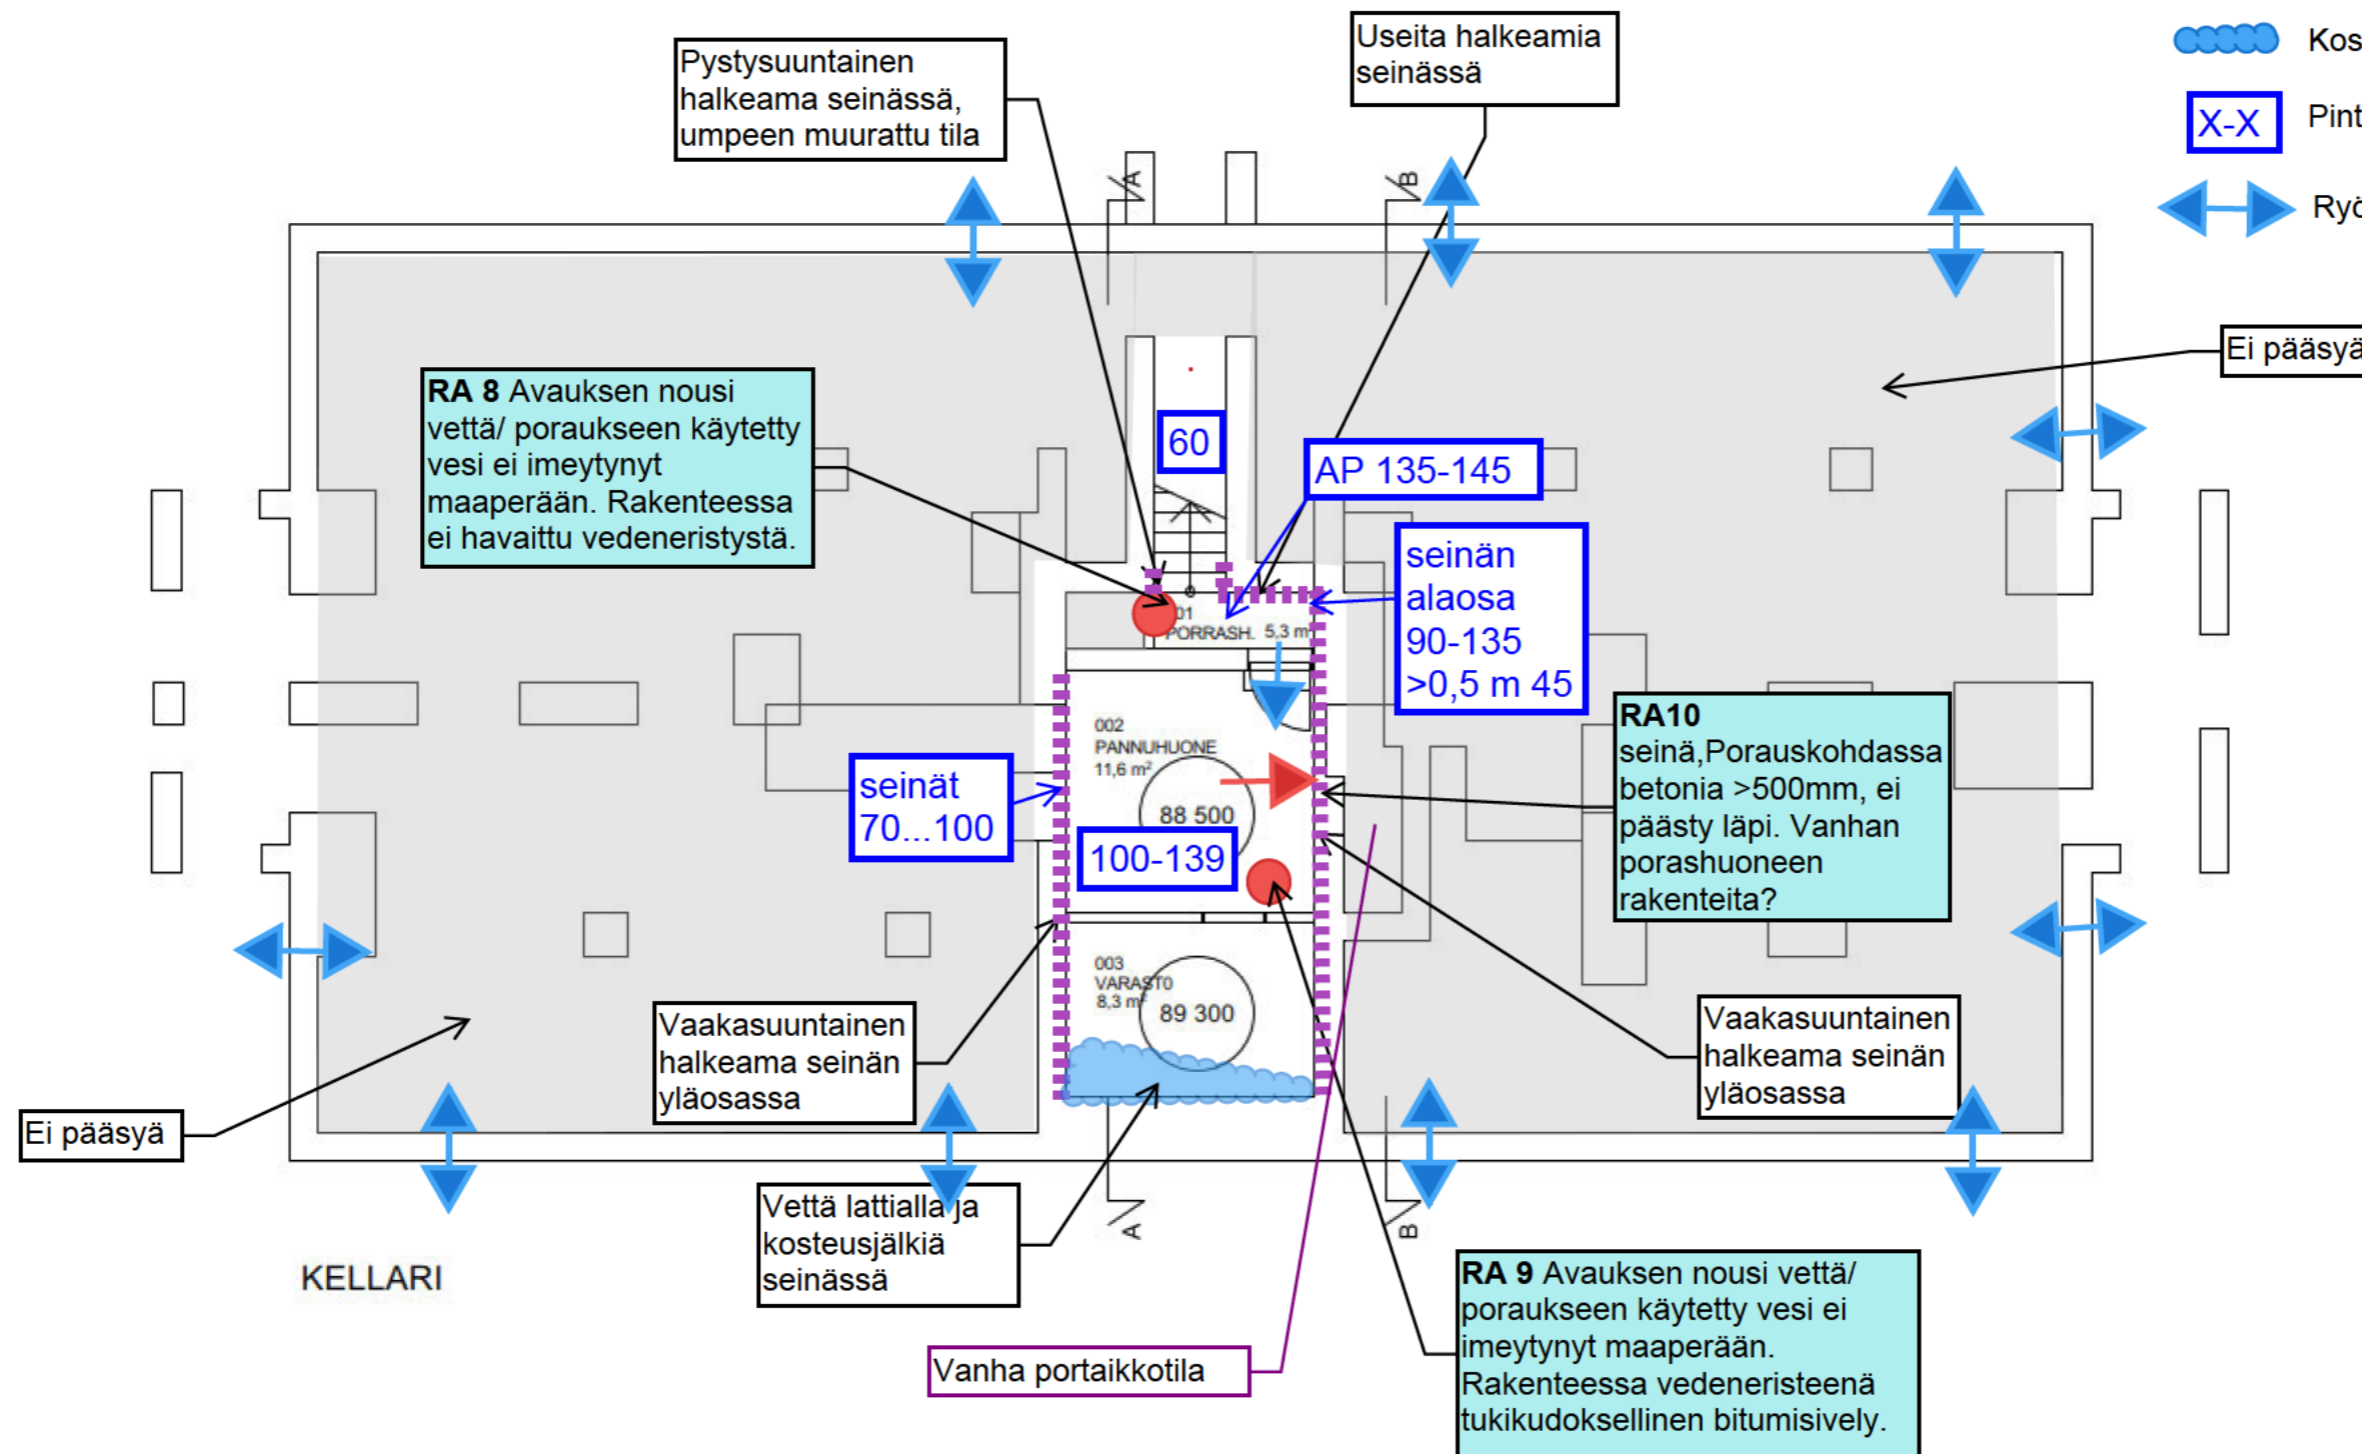 Pystysuuntainen
halkeama seinässä,
umpeen muurattu tila
Useita halkeamia
seinässä
Kos
X-X
Pint
Ryö
A
B
Ei pääsyä
RA 8 Avauksen nousi
vettä/ poraukseen käytetty
vesi ei imeytynyt
maaperään. Rakenteessa
ei havaittu vedeneristystä.
60
AP 135-145
seinän
alaosa
90-135
>0,5 m 45
01
PORRASH. 5,3 m
RA10
seinä,Porauskohdassa
betonia >500mm, ei
päästy läpi. Vanhan
porashuoneen
rakenteita?
002
PANNUHUONE
11,6 m²
88 500
seinät
70...100
100-139
003
VARASTO
8,3 m²
89 300
Vaakasuuntainen
halkeama seinän
yläosassa
Vaakasuuntainen
halkeama seinän
yläosassa
Ei pääsyä
Vettä lattialla ja
kosteusjälkiä
seinässä
A
B
KELLARI
RA 9 Avauksen nousi vettä/
poraukseen käytetty vesi ei
imeytynyt maaperään.
Rakenteessa vedeneristeenä
tukikudoksellinen bitumisively.
Vanha portaikkotila